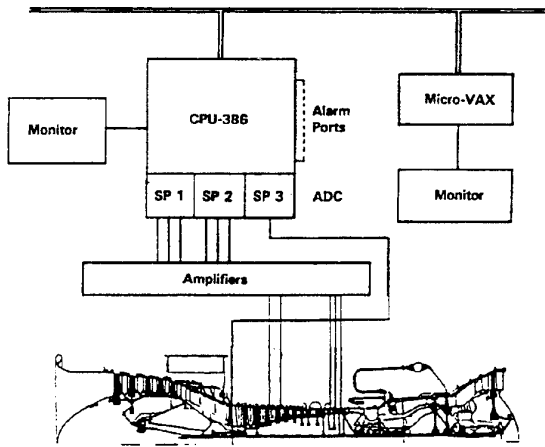 CPU-386
Alarm
Ports
Micro-VAX
Monitor
Monitor
SP 1 SP 2 SP 3 ADC
Amplifiers